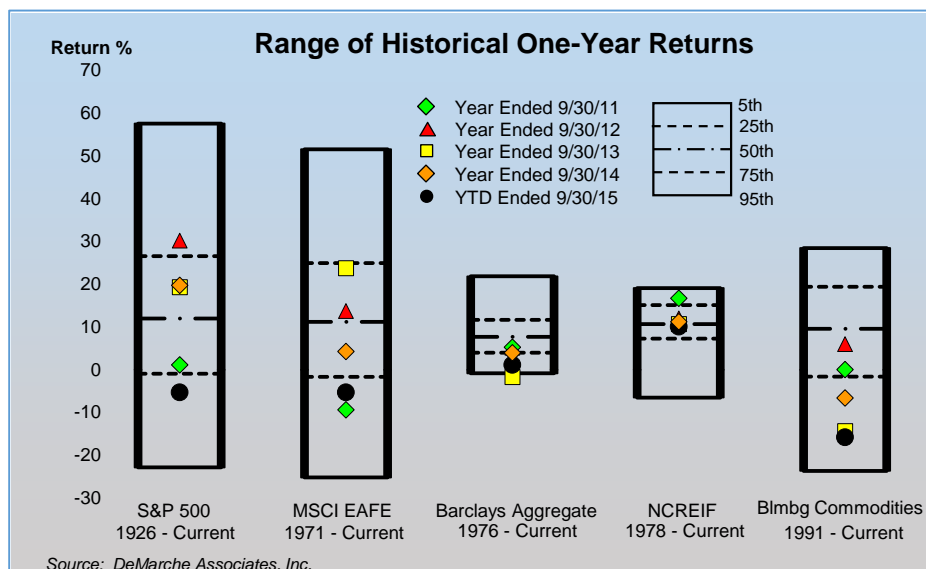 Range of Historical One-Year Returns
Return %
70
60
50
40
30
20
10
0
-10
-20
-30
Year Ended 9/30/11
Year Ended 9/30/12
Year Ended 9/30/13
Year Ended 9/30/14
YTD Ended 9/30/15
5th
25th
50th
75th
95th
S&P 500
1926 - Current
MSCI EAFE
1971 - Current
Barclays Aggregate
1976 - Current
NCREIF
1978 - Current
Blmbg Commodities
1991 - Current
Source: DeMarche Associates, Inc.